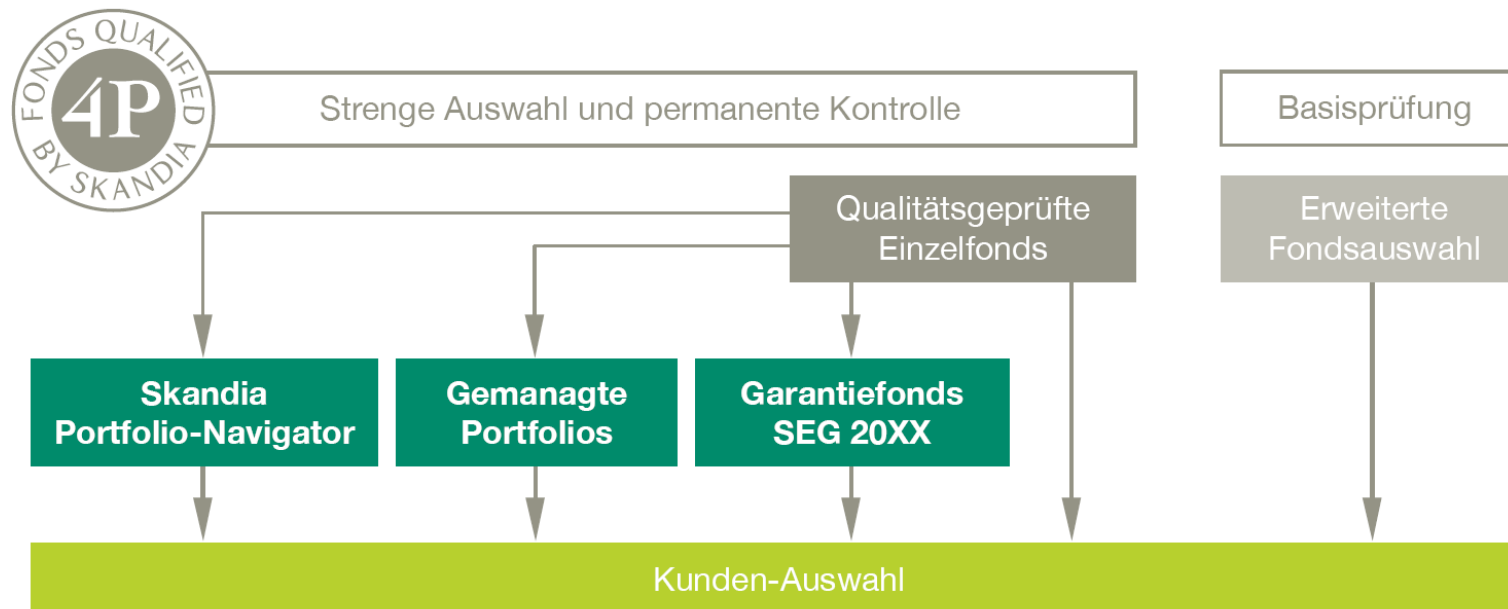 FONDS QUALIFIED
BY SKANDIA
4P
Strenge Auswahl und permanente Kontrolle
Basisprüfung
Qualitätsgeprüfte
Einzelfonds
Erweiterte
Fondsauswahl
Skandia
Portfolio-Navigator
Gemanagte
Portfolios
Garantiefonds
SEG 20XX
Kunden-Auswahl